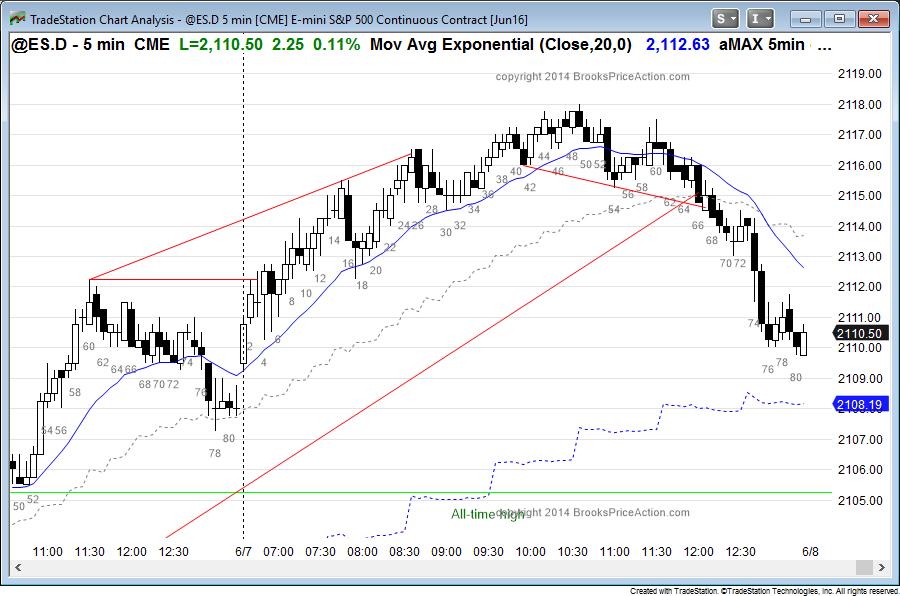 TradeStation Chart Analysis - @ES.D 5 min [CME] E-mini S&P 500 Continuous Contract [Jun16]
S I
@ES.D - 5 min CME L=2,110.50 2.25 0.11% Mov Avg Exponential (Close,20,0) 2,112.63 aMAX 5min ...
copyright 2014 BrooksPriceAction.com
2119.00
2118.00
2117.00
2116.00
2115.00
2114.00
2113.00
2112.00
2111.00
2110.50
2110.00
2109.00
2108.19
2107.00
2106.00
2105.00
50 52 54 56 58 60 62 64 66 68 70 72 74 76 78 80
2 4 6 8 10 12 14 16 18 20 22 24 26 28 30 32 34 36 38 40 42 44 46 48 50 52 54 56 58 60 62 64 66 68 70 72 74 76 78 80
All-time high
copyright 2014 BrooksPriceAction.com
11:00 11:30 12:00 12:30 6/7 07:00 07:30 08:00 08:30 09:00 09:30 10:00 10:30 11:00 11:30 12:00 12:30 6/8
Created with TradeStation. ©TradeStation Technologies, Inc. All rights reserved.